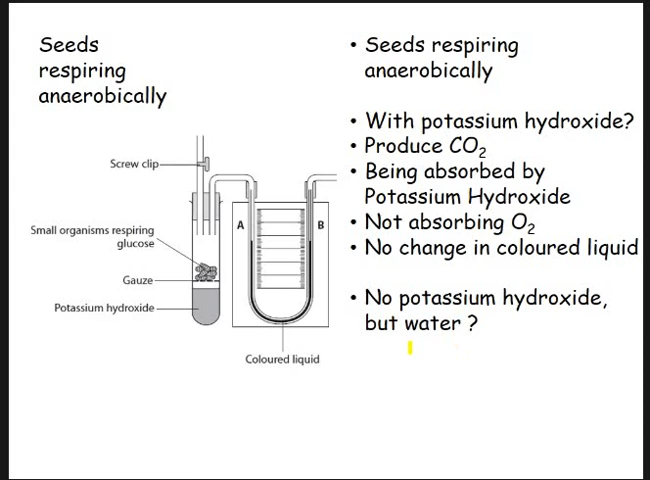 Seeds
respiring
anaerobically
Screw clip
Small organisms respiring
glucose
Gauze
Potassium hydroxide
A
B
Coloured liquid
• Seeds respiring
anaerobically
• With potassium hydroxide?
• Produce CO₂
• Being absorbed by
Potassium Hydroxide
• Not absorbing O₂
• No change in coloured liquid
• No potassium hydroxide,
but water ?